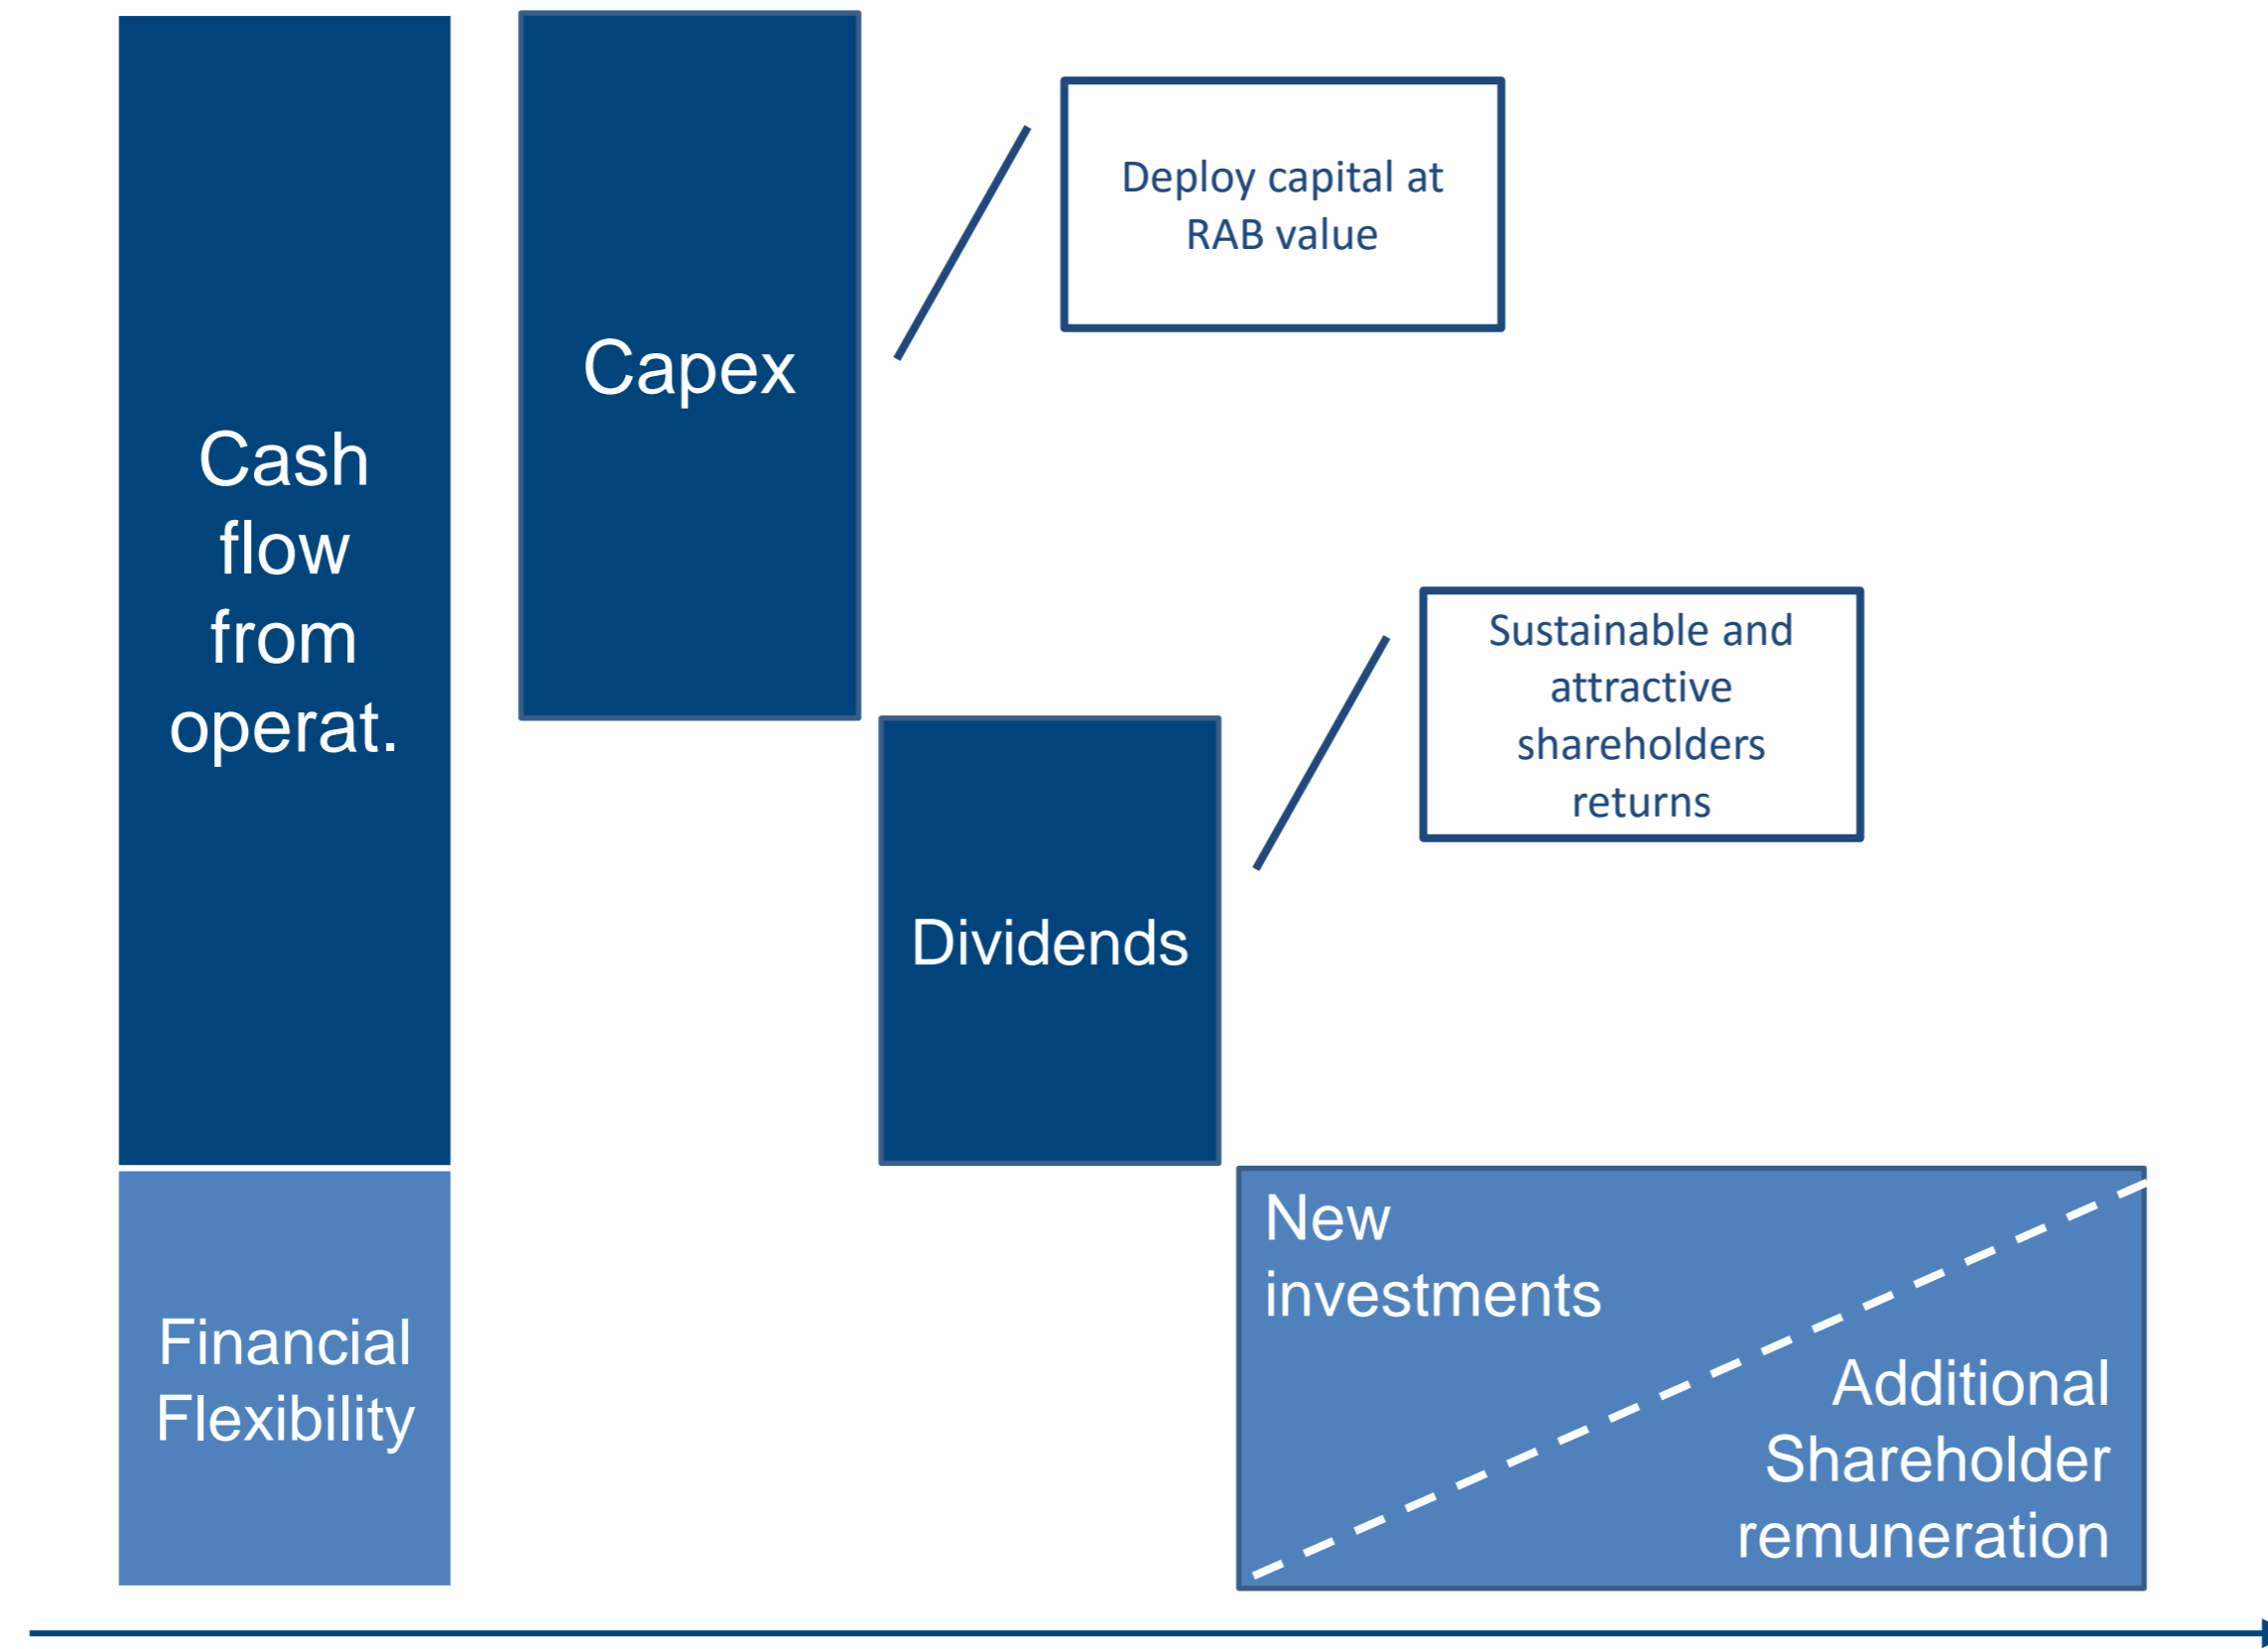 Cash
flow
from
operat.
Financial
Flexibility
Capex
Deploy capital at
RAB value
Dividends
Sustainable and
attractive
shareholders
returns
New
investments
Additional
Shareholder
remuneration